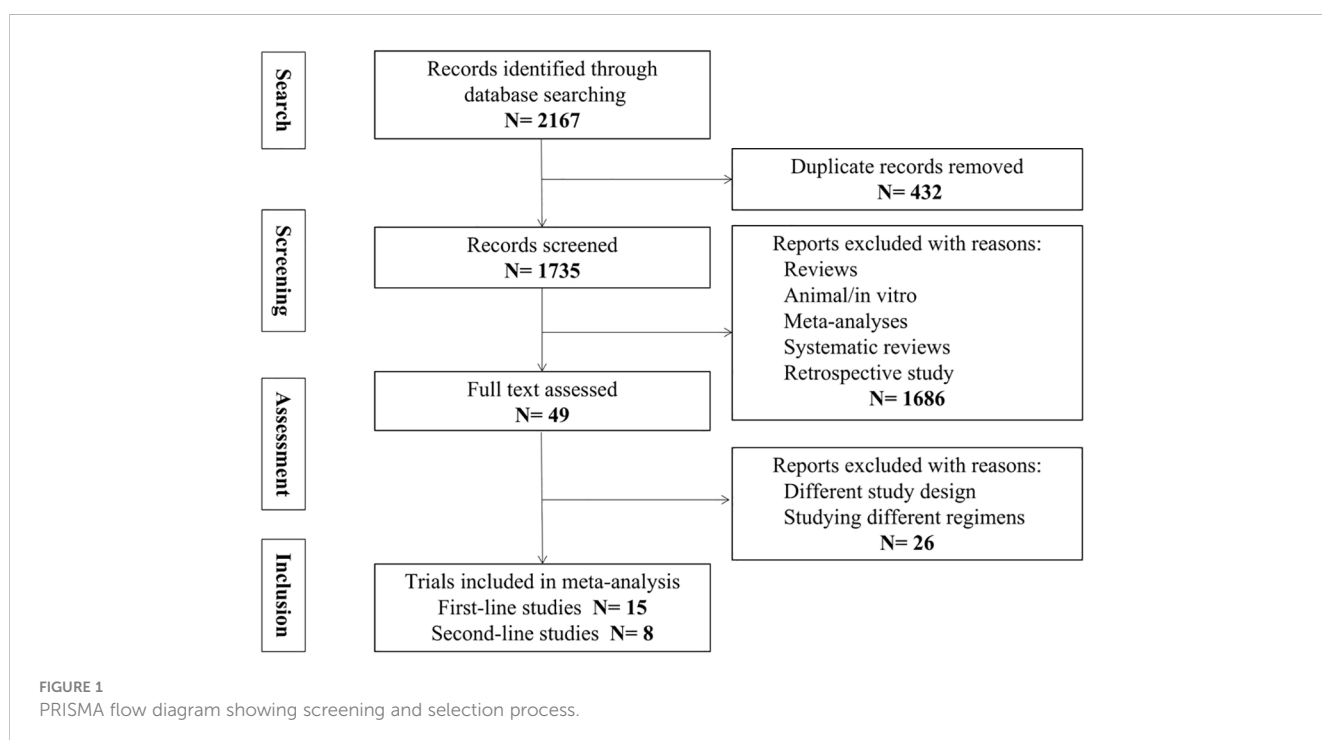 Search
Records identified through
database searching
N= 2167
Duplicate records removed
N= 432
Screening
Records screened
N= 1735
Reports excluded with reasons:
Reviews
Animal/in vitro
Meta-analyses
Systematic reviews
Retrospective study
N= 1686
Assessment
Full text assessed
N= 49
Reports excluded with reasons:
Different study design
Studying different regimens
N= 26
Inclusion
Trials included in meta-analysis
First-line studies N= 15
Second-line studies N= 8
FIGURE 1
PRISMA flow diagram showing screening and selection process.